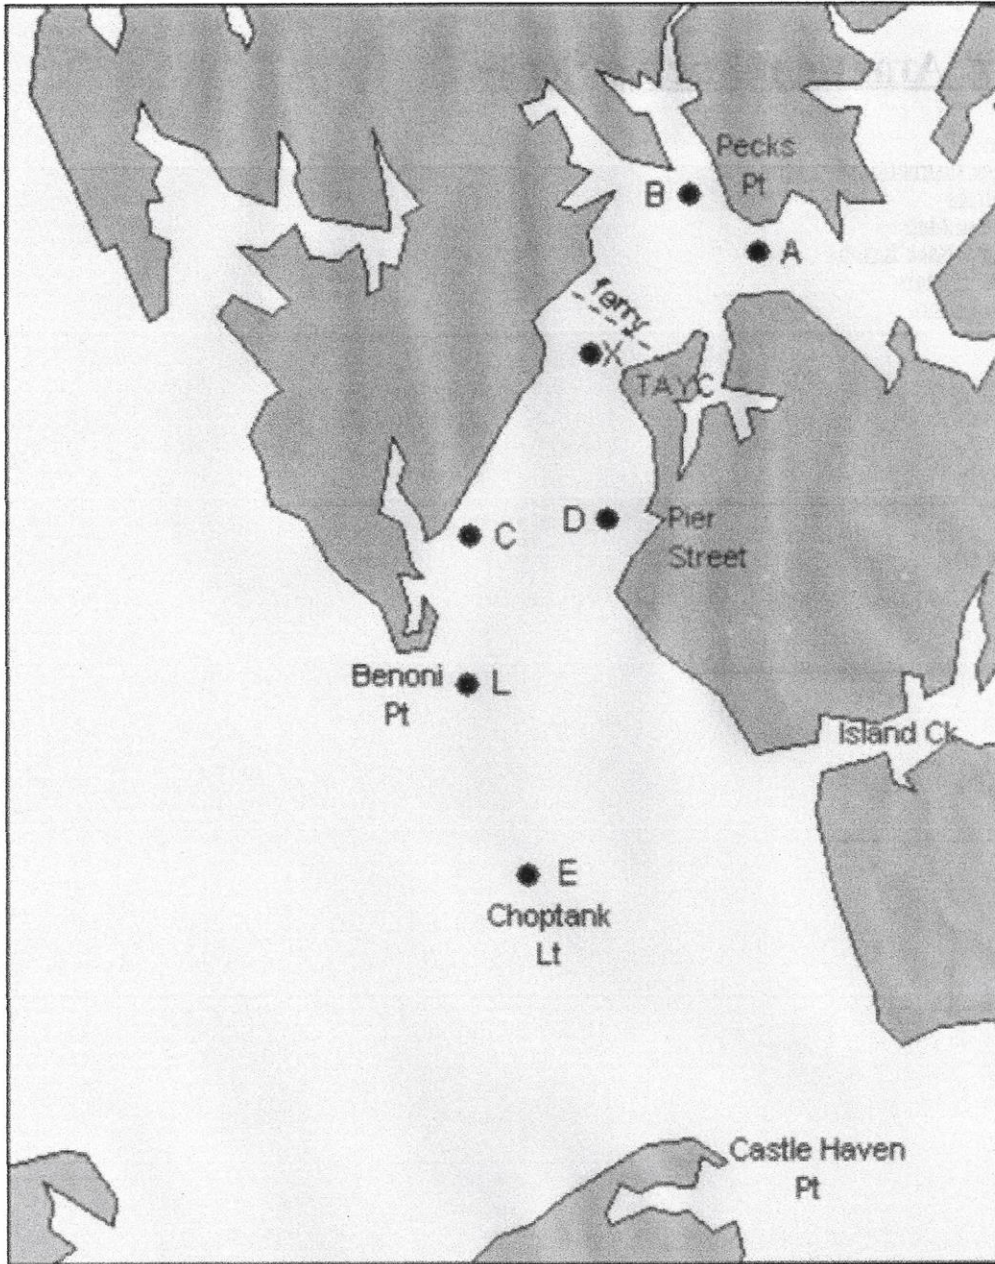 Pecks
Pt
B
A
ferry
X
TAYC
C
D
Pier
Street
Benoni
Pt
L
Island Ck
E
Choptank
Lt
Castle Haven
Pt